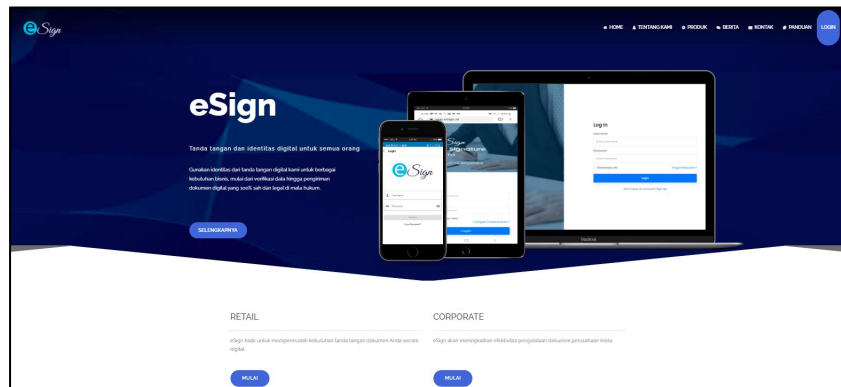 eSign
HOME TENTANG KAMI PRODUK BERITA KONTAK PANDUAN LOGIN
eSign
Tanda tangan dan identitas digital untuk semua orang
Gunakan identitas dan tanda tangan digital kami untuk berbagai
kebutuhan bisnis, mulai dari verifikasi data hingga pengiriman
dokumen digital yang 100% sah dan legal di mata hukum.
SELENGKAPNYA
Login
eSign
Log In
Login
MacBook
RETAIL
eSign hadir untuk mempermudah kebutuhan tanda tangan dokumen Anda secara
digital.
MULAI
CORPORATE
eSign akan meningkatkan efektivitas pengelolaan dokumen perusahaan Anda.
MULAI